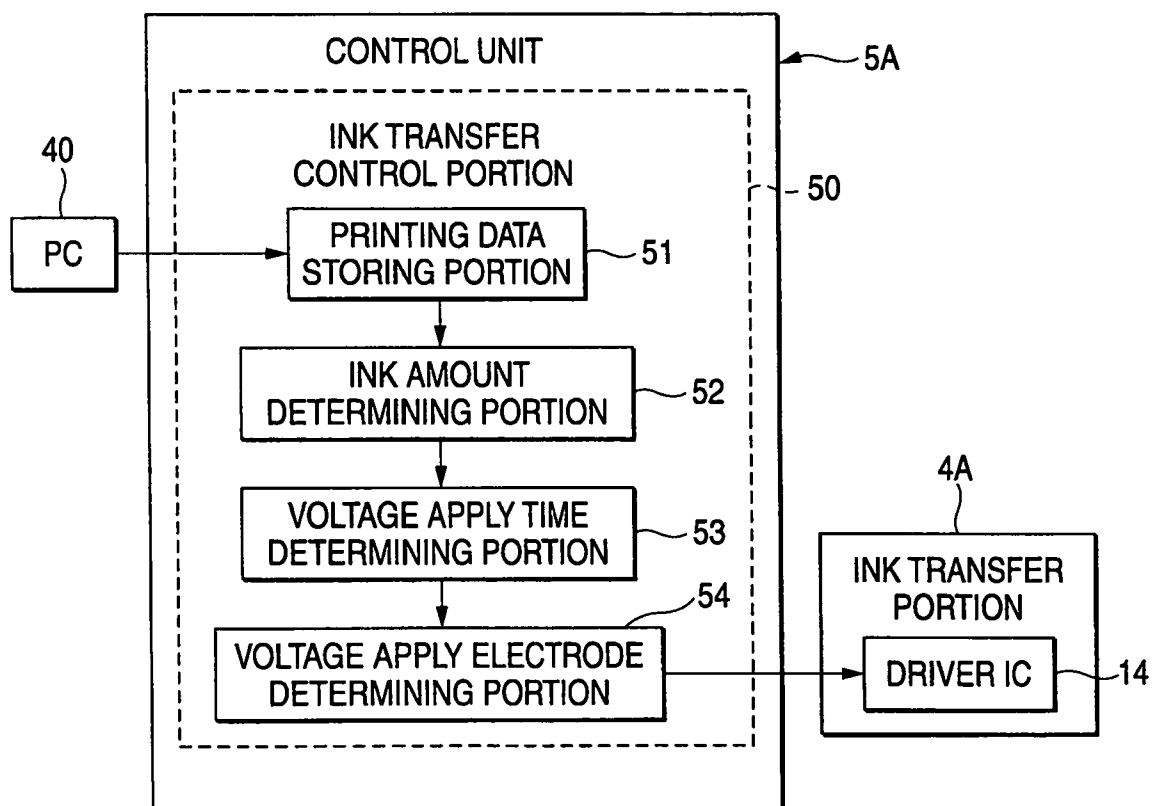 CONTROL UNIT
5A
INK TRANSFER
CONTROL PORTION
50
40
PC
PRINTING DATA
STORING PORTION
51
INK AMOUNT
DETERMINING PORTION
52
VOLTAGE APPLY TIME
DETERMINING PORTION
53
54
VOLTAGE APPLY ELECTRODE
DETERMINING PORTION
4A
INK TRANSFER
PORTION
DRIVER IC
14